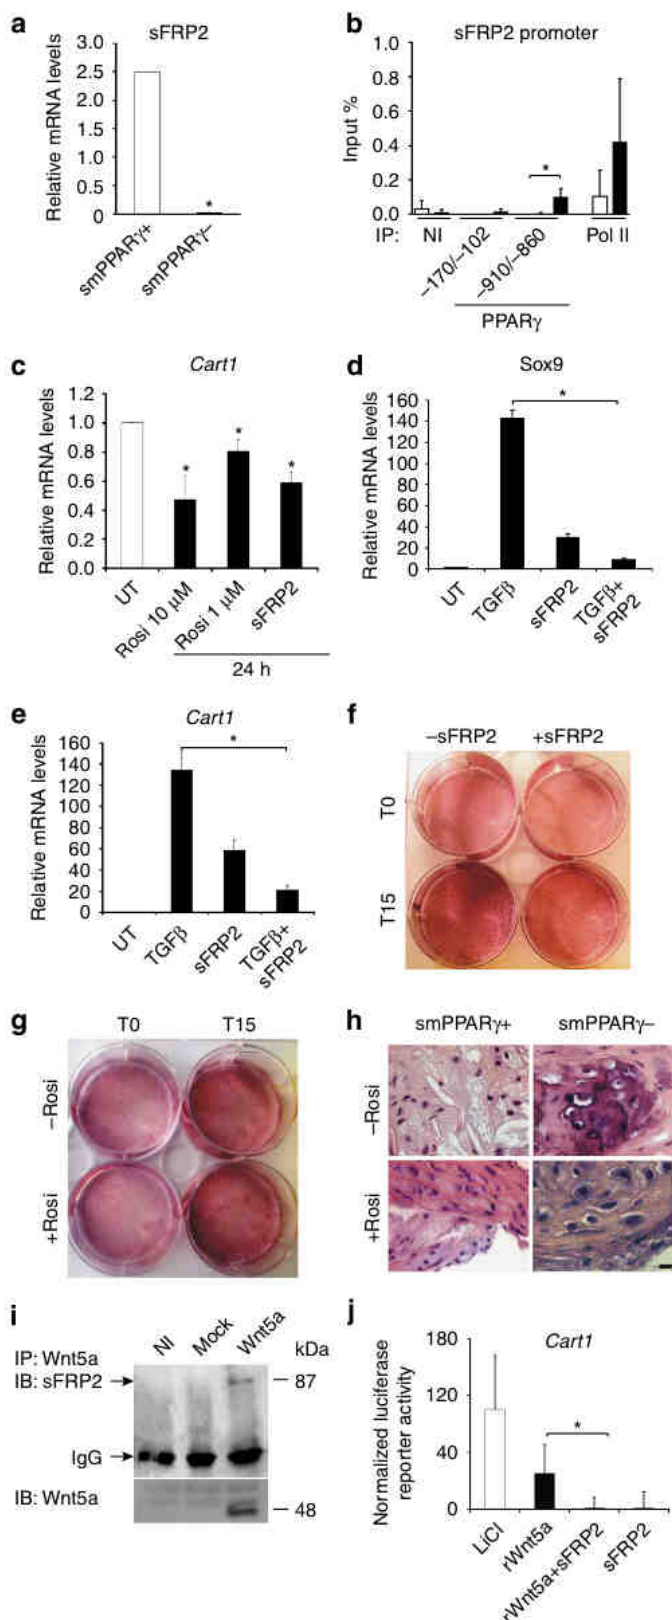 a
sFRP2
Relative mRNA levels
3.0
2.5
2.0
1.5
1.0
0.5
0
*
smPPARγ+
smPPARγ–
b
sFRP2 promoter
Input %
1.0
0.8
0.6
0.4
0.2
0.0
*
IP:
NI
–170/–102
–910/–860
Pol II
PPARγ
c
Cart1
Relative mRNA levels
1.2
1.0
0.8
0.6
0.4
0.2
0.0
*
*
*
UT
Rosi 10 μM
Rosi 1 μM
sFRP2
24 h
d
Sox9
Relative mRNA levels
160
140
120
100
80
60
40
20
0
*
UT
TGFβ
sFRP2
TGFβ+
sFRP2
e
Cart1
Relative mRNA levels
160
140
120
100
80
60
40
20
0
*
UT
TGFβ
sFRP2
TGFβ+
sFRP2
f
–sFRP2 +sFRP2
T0
T15
g
T0 T15
–Rosi
+Rosi
h
smPPARγ+ smPPARγ–
–Rosi
+Rosi
i
NI Mock Wnt5a
IP: Wnt5a
kDa
IB: sFRP2
87
IgG
IB: Wnt5a
48
j
Cart1
Normalized luciferase
reporter activity
180
120
40
0
*
LiCl
rWnt5a
rWnt5a+sFRP2
sFRP2